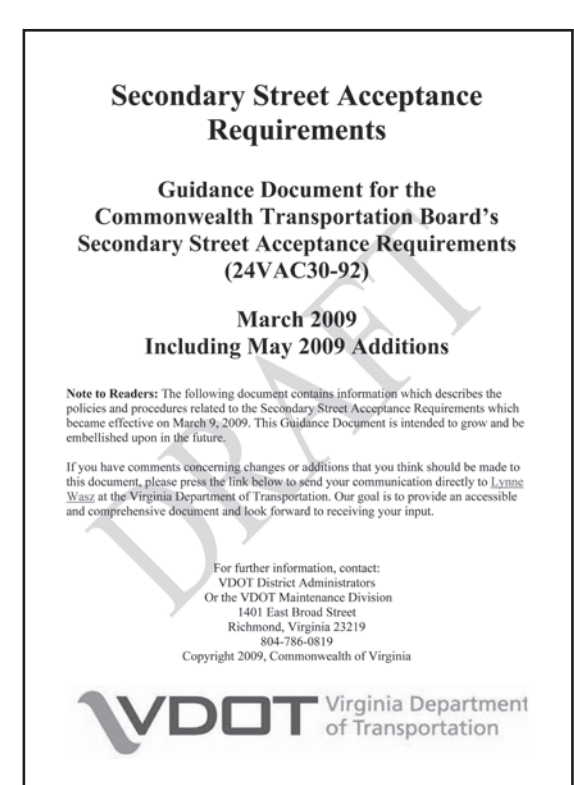 Secondary Street Acceptance
Requirements
Guidance Document for the
Commonwealth Transportation Board's
Secondary Street Acceptance Requirements
(24VAC30-92)
March 2009
Including May 2009 Additions
Note to Readers: The following document contains information which describes the
policies and procedures related to the Secondary Street Acceptance Requirements which
became effective on March 9, 2009. This Guidance Document is intended to grow and be
embellished upon in the future.
If you have comments concerning changes or additions that you think should be made to
this document, please press the link below to send your communication directly to Lynne
Wasz at the Virginia Department of Transportation. Our goal is to provide an accessible
and comprehensive document and look forward to receiving your input.
For further information, contact:
VDOT District Administrators
Or the VDOT Maintenance Division
1401 East Broad Street
Richmond, Virginia 23219
804-786-0819
Copyright 2009, Commonwealth of Virginia
DRAFT
VDOT Virginia Department
of Transportation